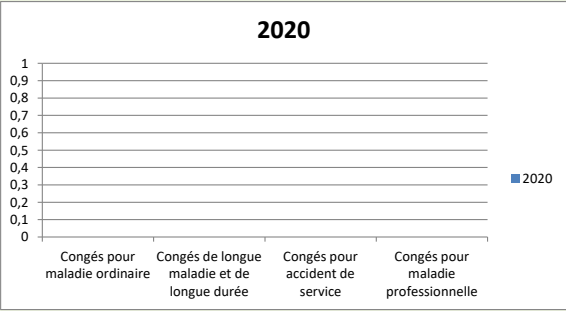 2020
1
0,9
0,8
0,7
0,6
0,5
0,4
0,3
0,2
0,1
0
2020
Congés pour
maladie ordinaire
Congés de longue
maladie et de
longue durée
Congés pour
accident de
service
Congés pour
maladie
professionnelle